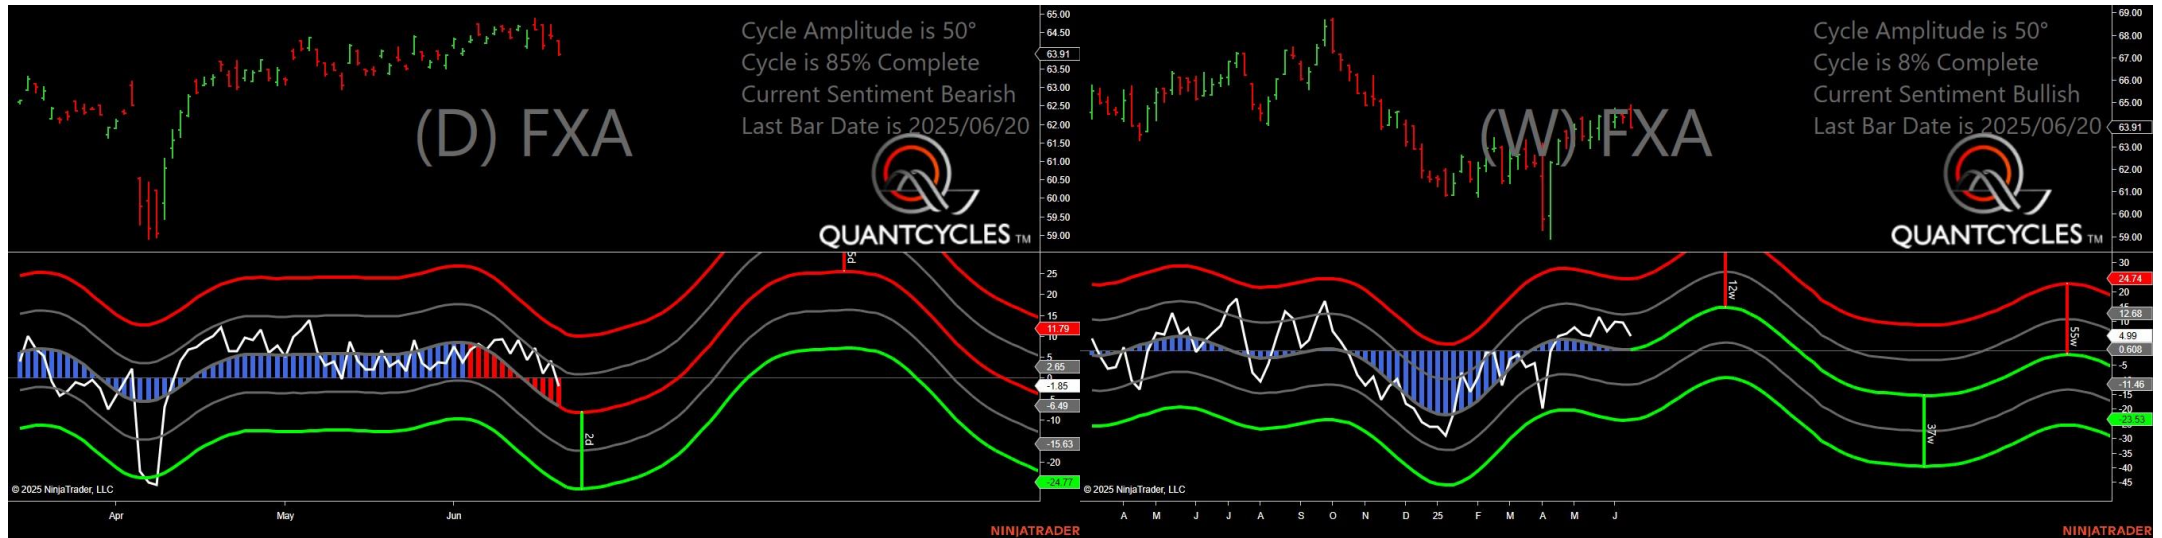 Cycle Amplitude is 50°
Cycle is 85% Complete
Current Sentiment Bearish
Last Bar Date is 2025/06/20
(D) FXA
QUANTCYCLES TM
65.00
64.50
63.91
63.50
63.00
62.50
62.00
61.50
61.00
60.50
60.00
59.50
59.00
5d
2d
25
20
15
11.79
10
5
2.65
0
-1.85
-5
-6.49
-10
-15.63
-20
-24.77
© 2025 NinjaTrader, LLC
Apr May Jun
NINJATRADER
Cycle Amplitude is 50°
Cycle is 8% Complete
Current Sentiment Bullish
Last Bar Date is 2025/06/20
(W) FXA
QUANTCYCLES TM
69.00
68.00
67.00
66.00
65.00
63.91
63.00
62.00
61.00
60.00
59.00
12w
55w
37w
30
24.74
20
15
12.68
10
4.99
0.608
-5
-11.46
-15
-20
-23.53
-30
-35
-40
-45
© 2025 NinjaTrader, LLC
A M J J A S O N D 25 F M A M J
NINJATRADER